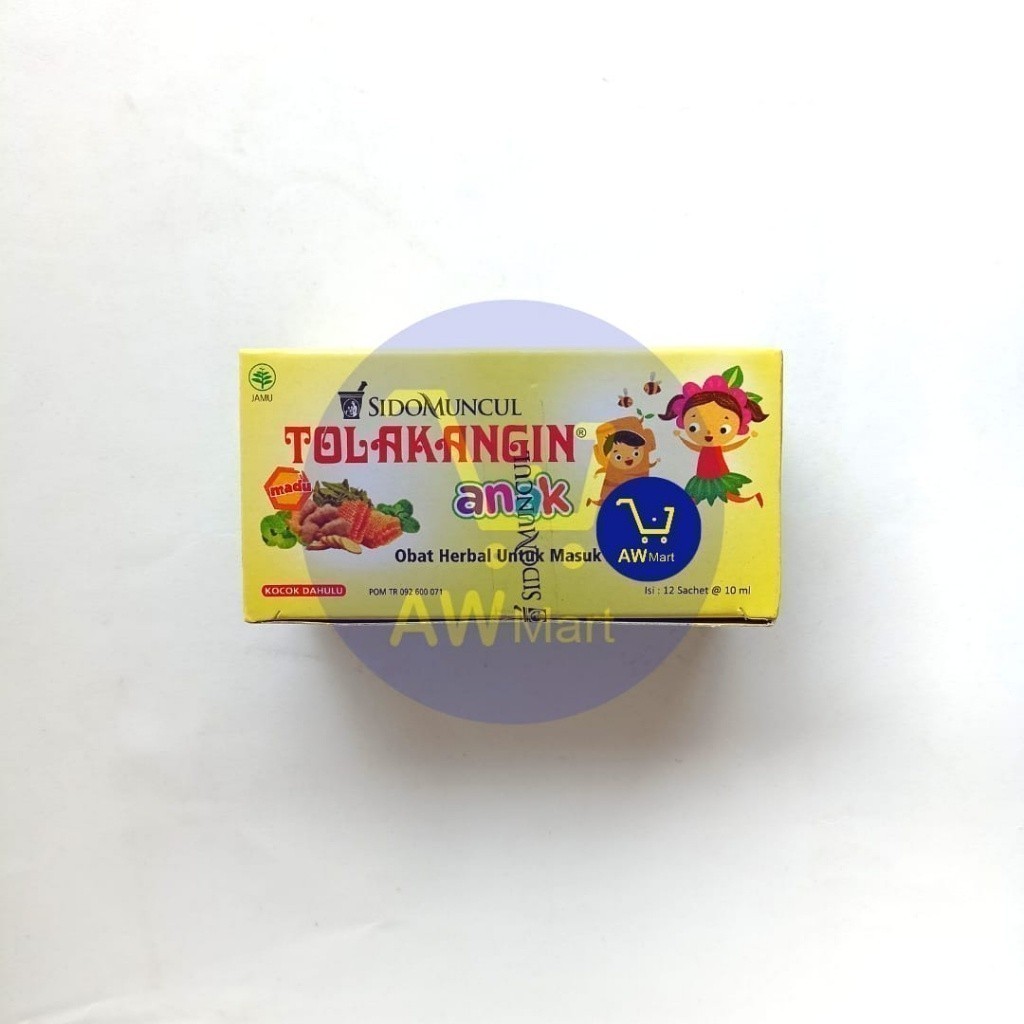 JAMU
SIDOMUNCUL
TOLAKANGIN®
madu
anak
Obat Herbal Untuk Masuk
KOCOK DAHULU
POM TR 092 600 071
Isi : 12 Sachet @ 10 ml
SIDOMUNCUL
AW Mart
AW Mart